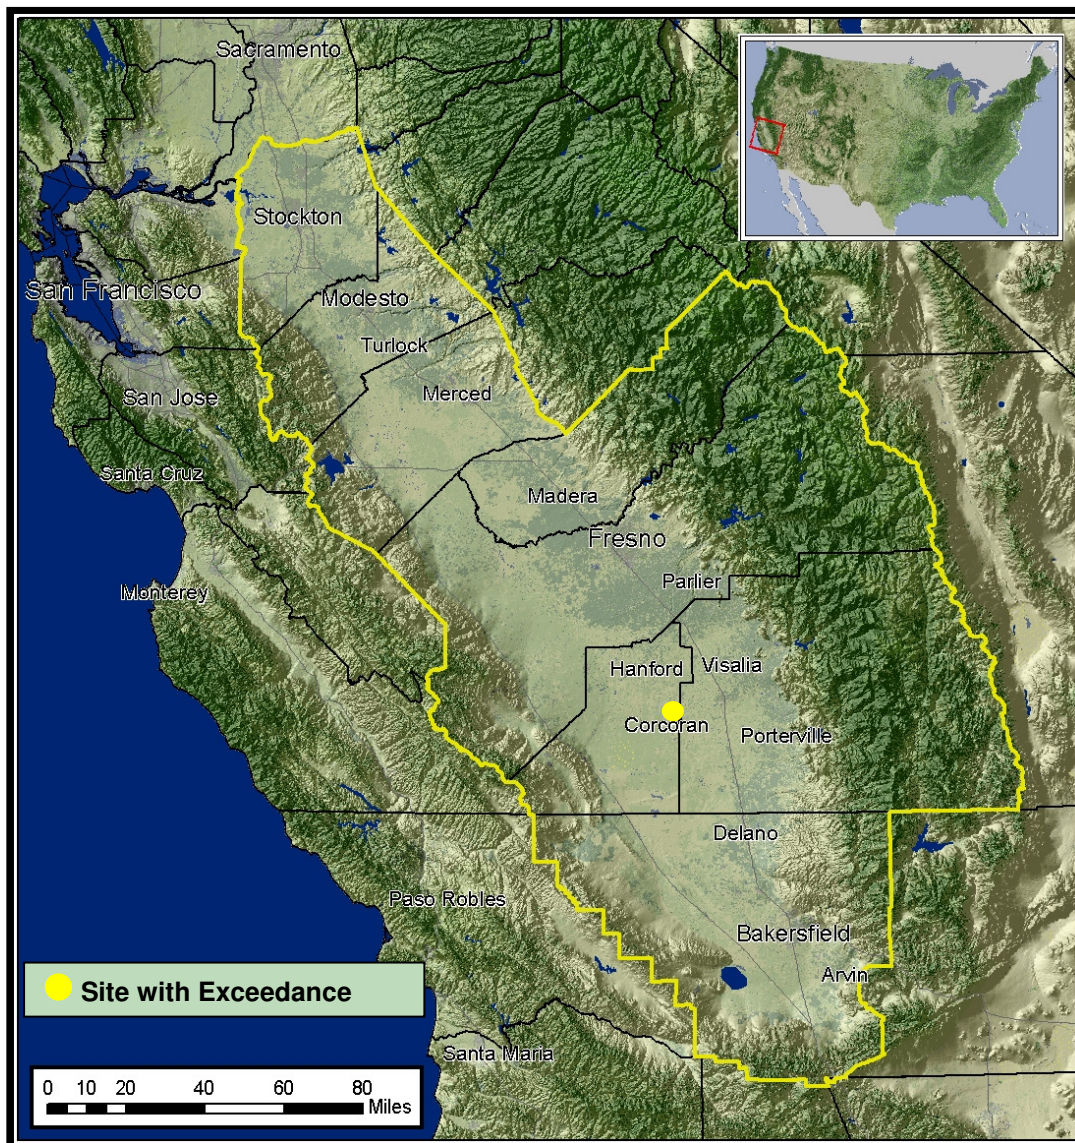 Sacramento
Stockton
San Francisco
Modesto
Turlock
Merced
San Jose
Santa Cruz
Madera
Fresno
Parlier
Monterey
Hanford
Visalia
Corcoran
Porterville
Delano
Paso Robles
Bakersfield
Arvin
Site with Exceedance
Santa Maria
0 10 20 40 60 80
Miles